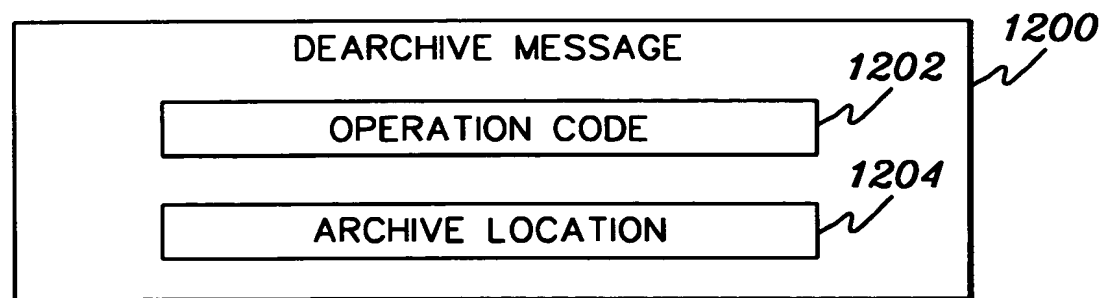 1200
DEARCHIVE MESSAGE
1202
OPERATION CODE
1204
ARCHIVE LOCATION